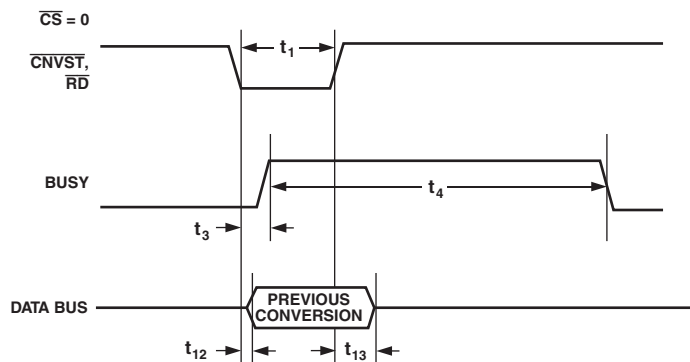 CS = 0
CNVST,
RD
t1
BUSY
t4
t3
DATA BUS
PREVIOUS
CONVERSION
t12
t13